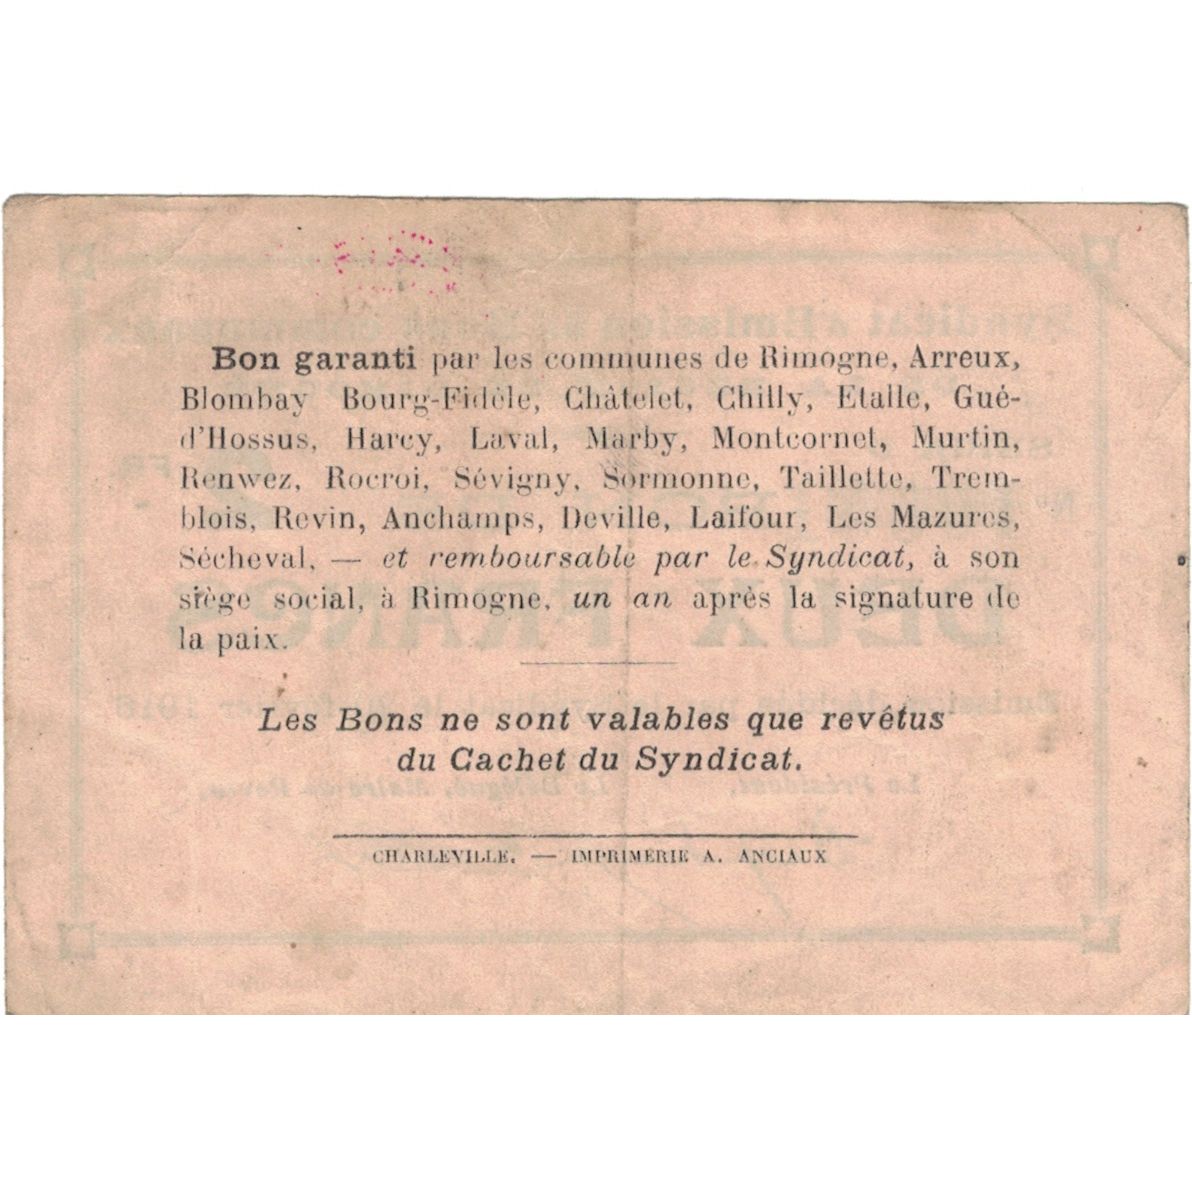 Bon garanti par les communes de Rimogne, Arreux,
Blombay Bourg-Fidèle, Châtelet, Chilly, Etalle, Gué-
d'Hossus, Harcy, Laval, Marby, Montcornet, Murtin,
Renwez, Rocroi, Sévigny, Sormonne, Taillette, Trem-
blois, Revin, Anchamps, Deville, Laifour, Les Mazures,
Sécheval, — et remboursable par le Syndicat, à son
siège social, à Rimogne, un an après la signature de
la paix.
Les Bons ne sont valables que revétus
du Cachet du Syndicat.
CHARLEVILLE. — IMPRIMERIE A. ANCIAUX